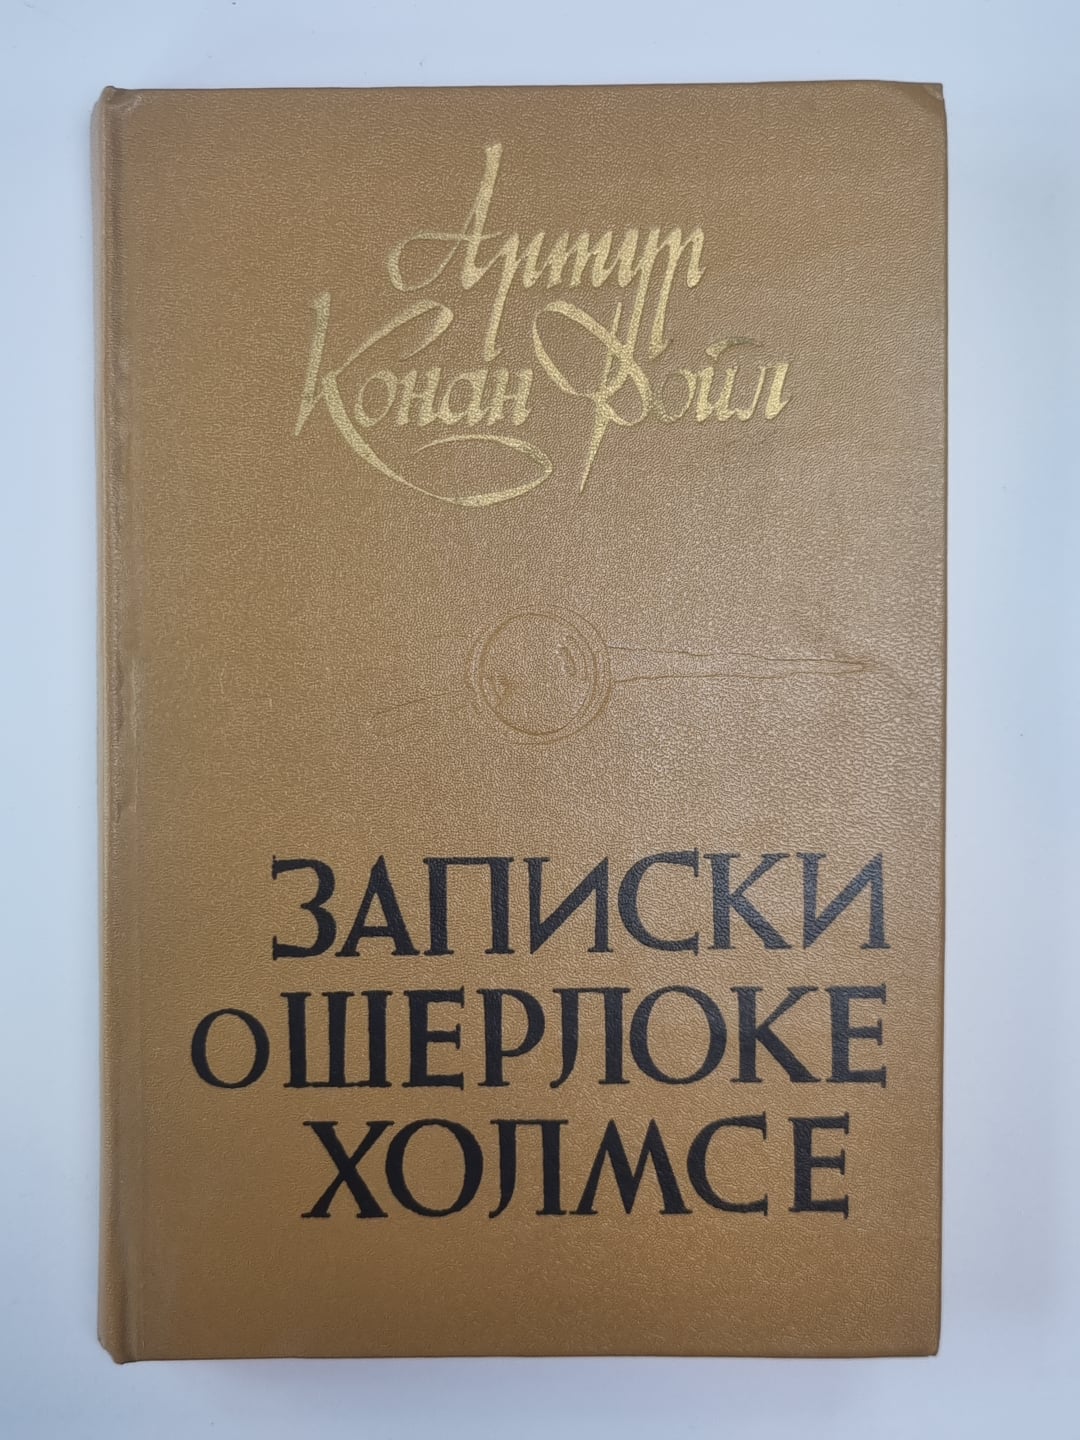 Артур
Конан Дойл
ЗАПИСКИ
О ШЕРЛОКЕ
ХОЛМСЕ